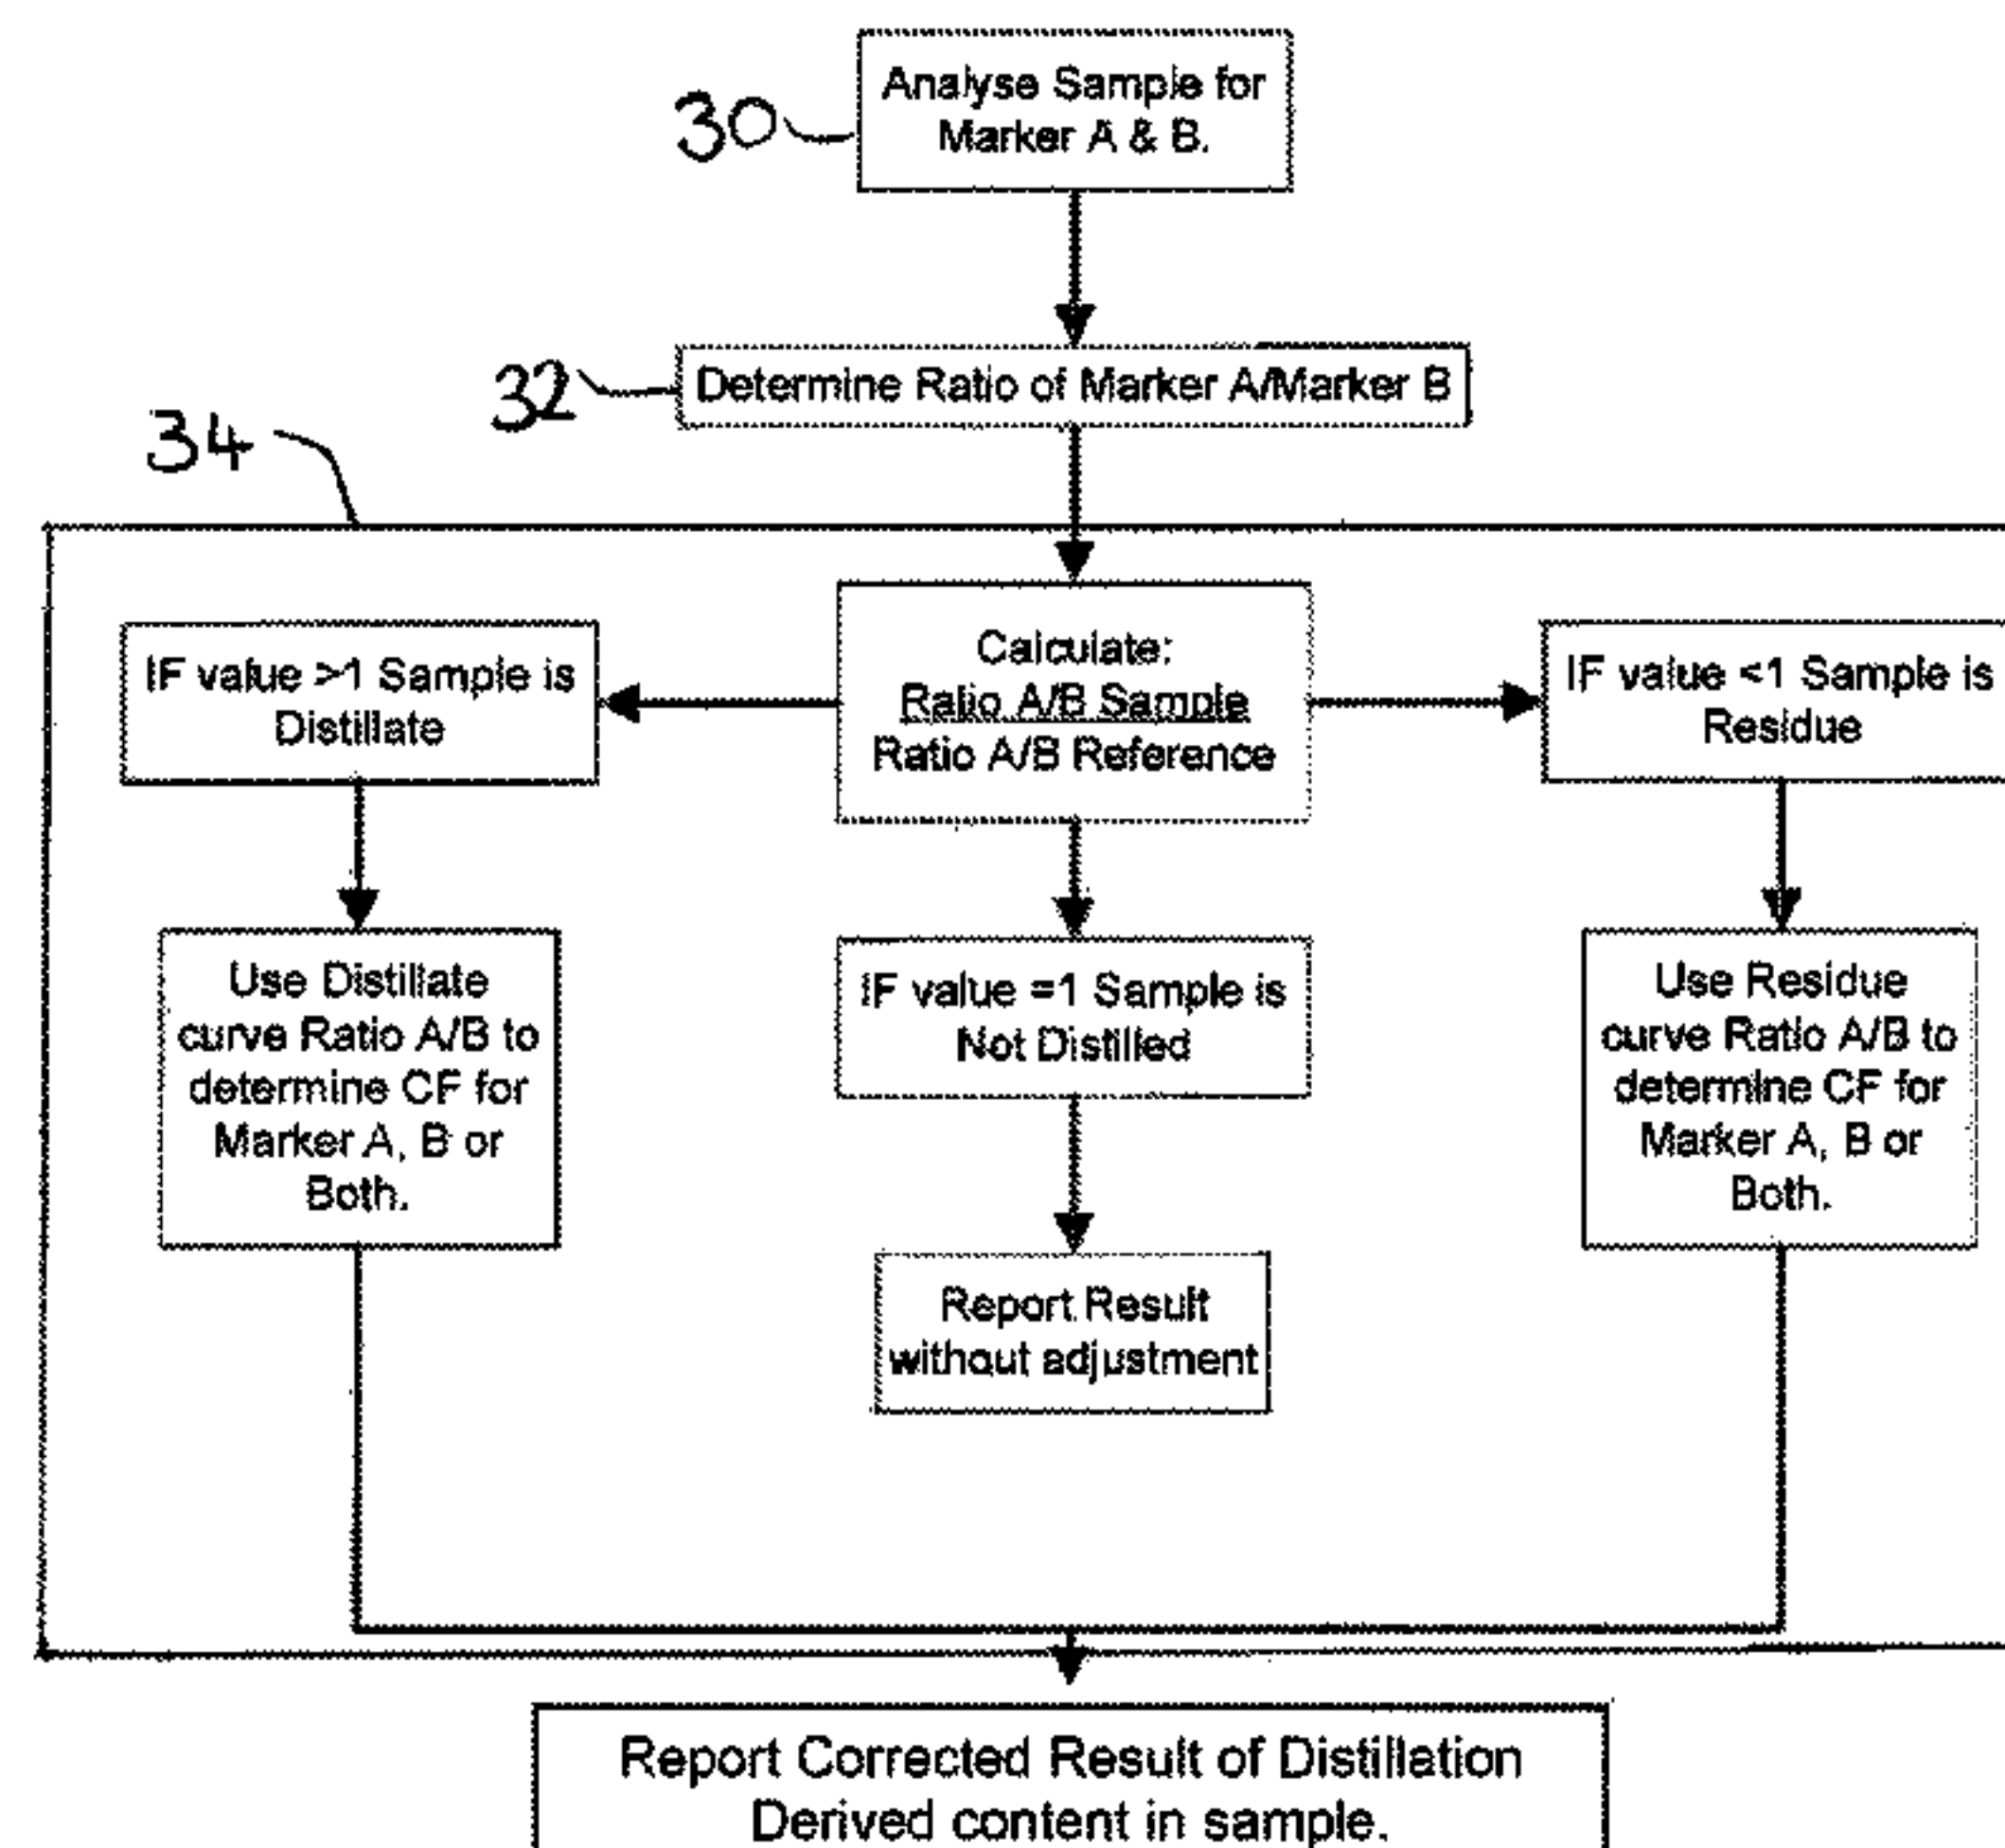 Analyse Sample for
Marker A & B.
30
32
Determine Ratio of Marker A/Marker B
34
Calculate:
Ratio A/B Sample
Ratio A/B Reference
IF value >1 Sample is
Distillate
IF value <1 Sample is
Residue
Use Distillate
curve Ratio A/B to
determine CF for
Marker A, B or
Both.
IF value =1 Sample is
Not Distilled
Use Residue
curve Ratio A/B to
determine CF for
Marker A, B or
Both.
Report Result
without adjustment
Report Corrected Result of Distillation
Derived content in sample.